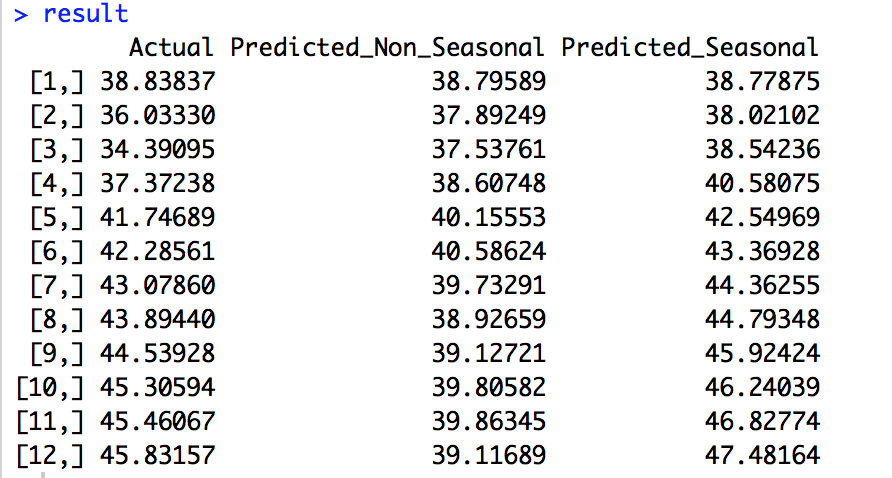 > result
Actual Predicted_Non_Seasonal Predicted_Seasonal
[1,] 38.83837 38.79589 38.77875
[2,] 36.03330 37.89249 38.02102
[3,] 34.39095 37.53761 38.54236
[4,] 37.37238 38.60748 40.58075
[5,] 41.74689 40.15553 42.54969
[6,] 42.28561 40.58624 43.36928
[7,] 43.07860 39.73291 44.36255
[8,] 43.89440 38.92659 44.79348
[9,] 44.53928 39.12721 45.92424
[10,] 45.30594 39.80582 46.24039
[11,] 45.46067 39.86345 46.82774
[12,] 45.83157 39.11689 47.48164